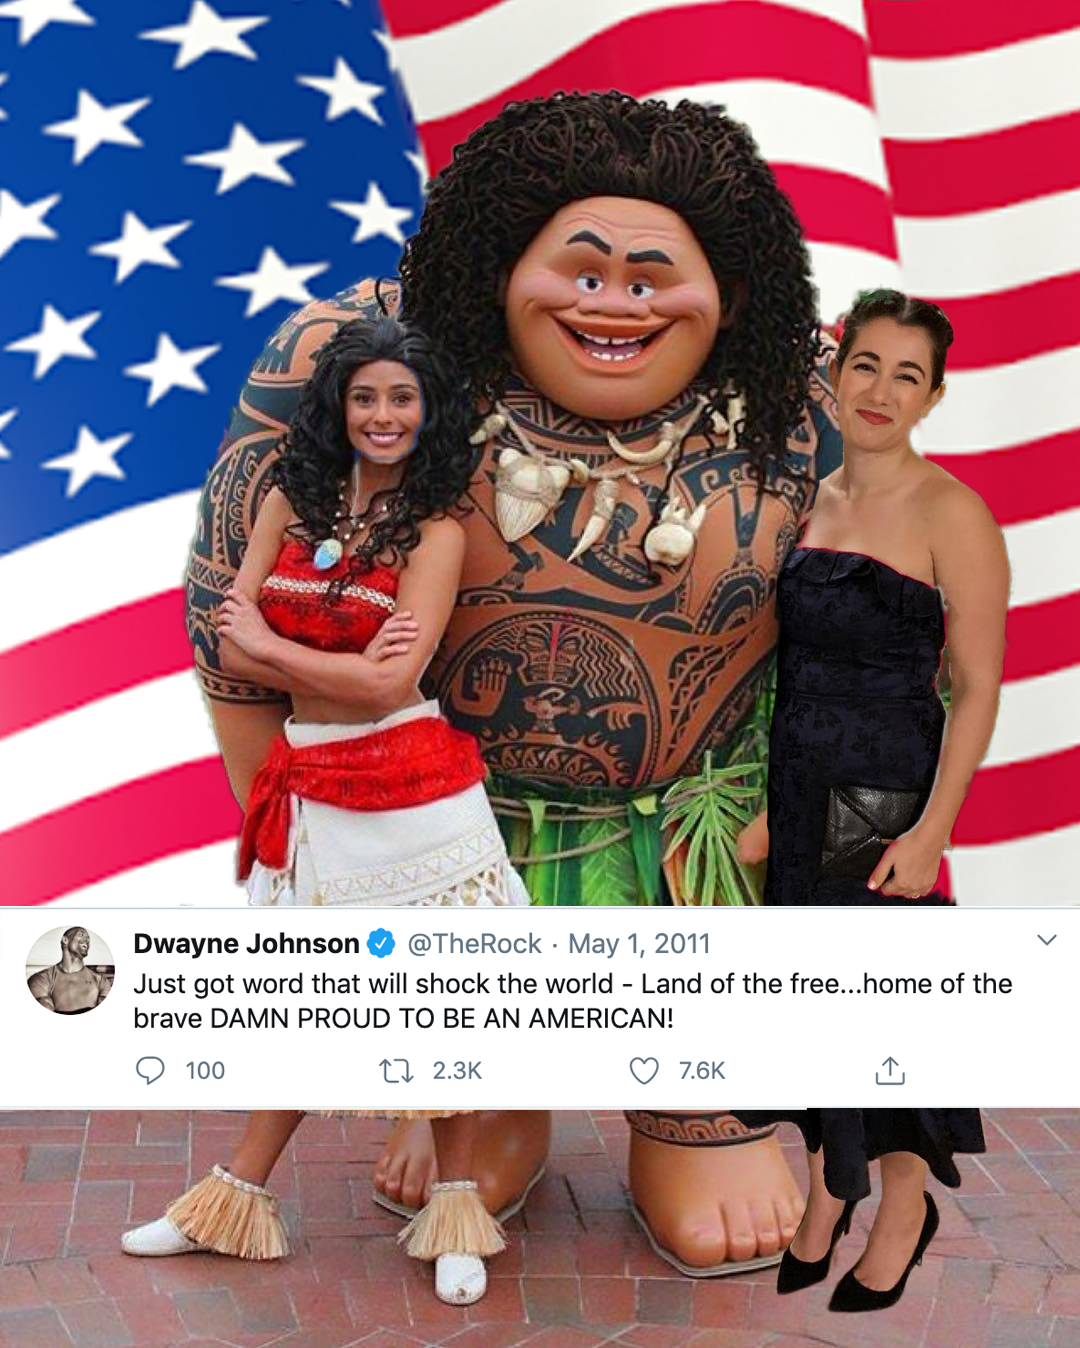 Dwayne Johnson @TheRock · May 1, 2011
Just got word that will shock the world - Land of the free...home of the
brave DAMN PROUD TO BE AN AMERICAN!
100 2.3K 7.6K